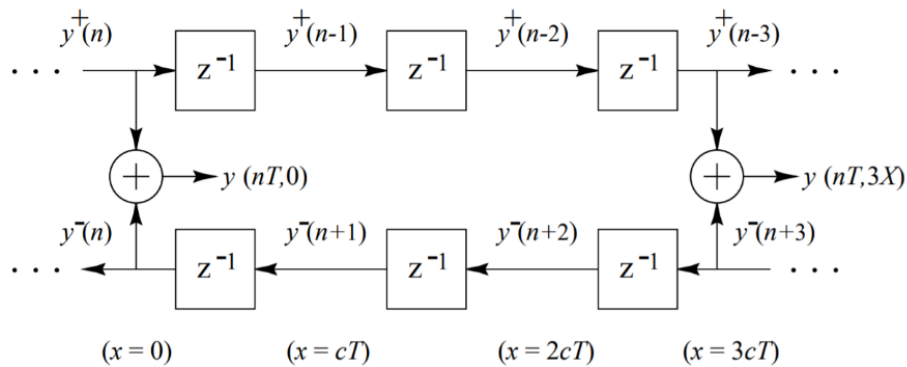 y⁺(n) y⁺(n-1) y⁺(n-2) y⁺(n-3)
· · · z⁻¹ z⁻¹ z⁻¹ · · ·
+ y (nT,0) + y (nT,3X)
y⁻(n) y⁻(n+1) y⁻(n+2) y⁻(n+3)
· · · z⁻¹ z⁻¹ z⁻¹ · · ·
(x = 0) (x = cT) (x = 2cT) (x = 3cT)